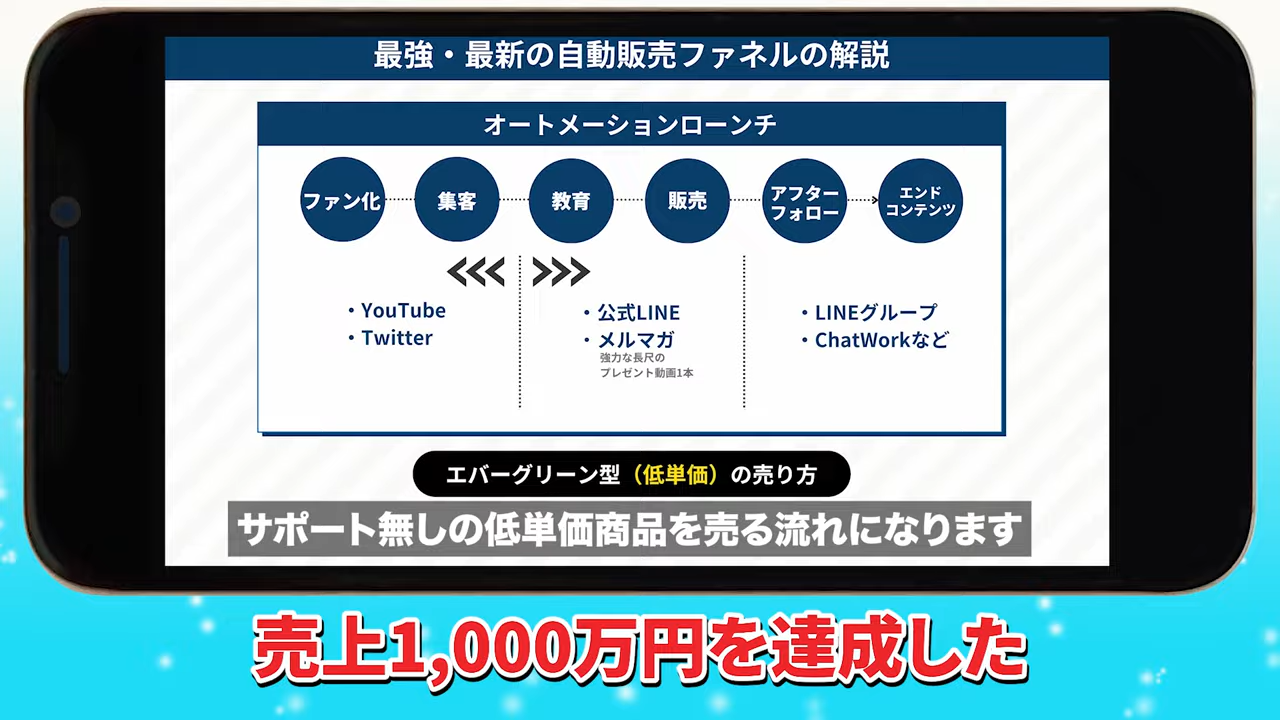 最強・最新の自動販売ファネルの解説
オートメーションローンチ
ファン化
集客
教育
販売
アフター
フォロー
エンド
コンテンツ
・YouTube
・Twitter
・公式LINE
・メルマガ
強力な長尺の
プレゼント動画1本
・LINEグループ
・ChatWorkなど
エバーグリーン型（低単価）の売り方
サポート無しの低単価商品を売る流れになります
売上1,000万円を達成した